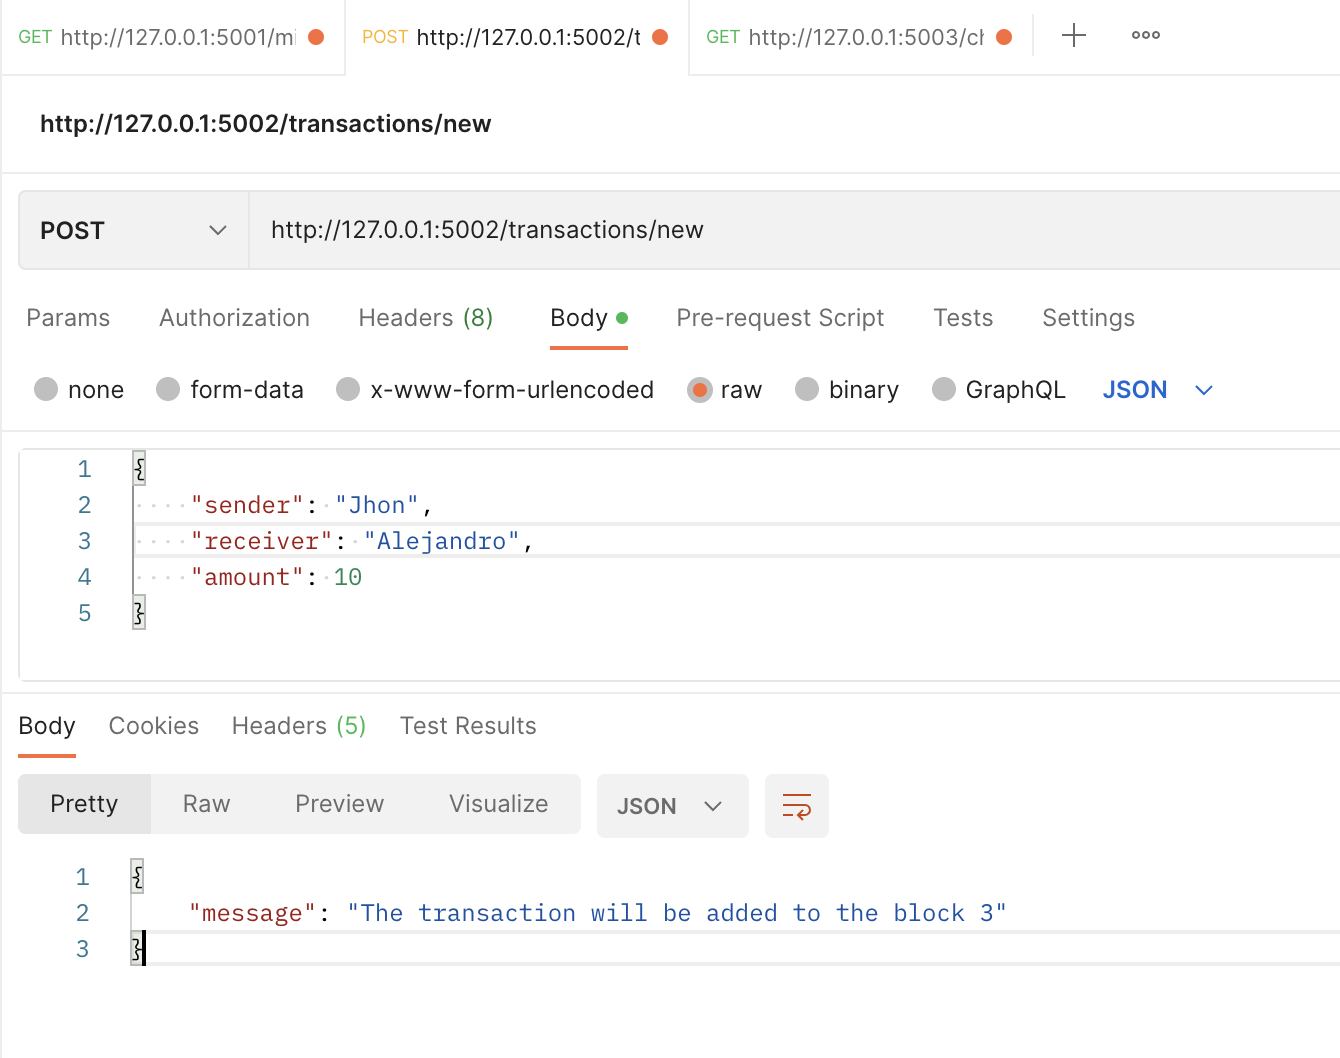 GET http://127.0.0.1:5001/mi POST http://127.0.0.1:5002/t GET http://127.0.0.1:5003/ch
http://127.0.0.1:5002/transactions/new
POST http://127.0.0.1:5002/transactions/new
Params Authorization Headers (8) Body Pre-request Script Tests Settings
none form-data x-www-form-urlencoded raw binary GraphQL JSON
1 {
2 "sender": "Jhon",
3 "receiver": "Alejandro",
4 "amount": 10
5 }
Body Cookies Headers (5) Test Results
Pretty Raw Preview Visualize JSON
1 {
2 "message": "The transaction will be added to the block 3"
3 }